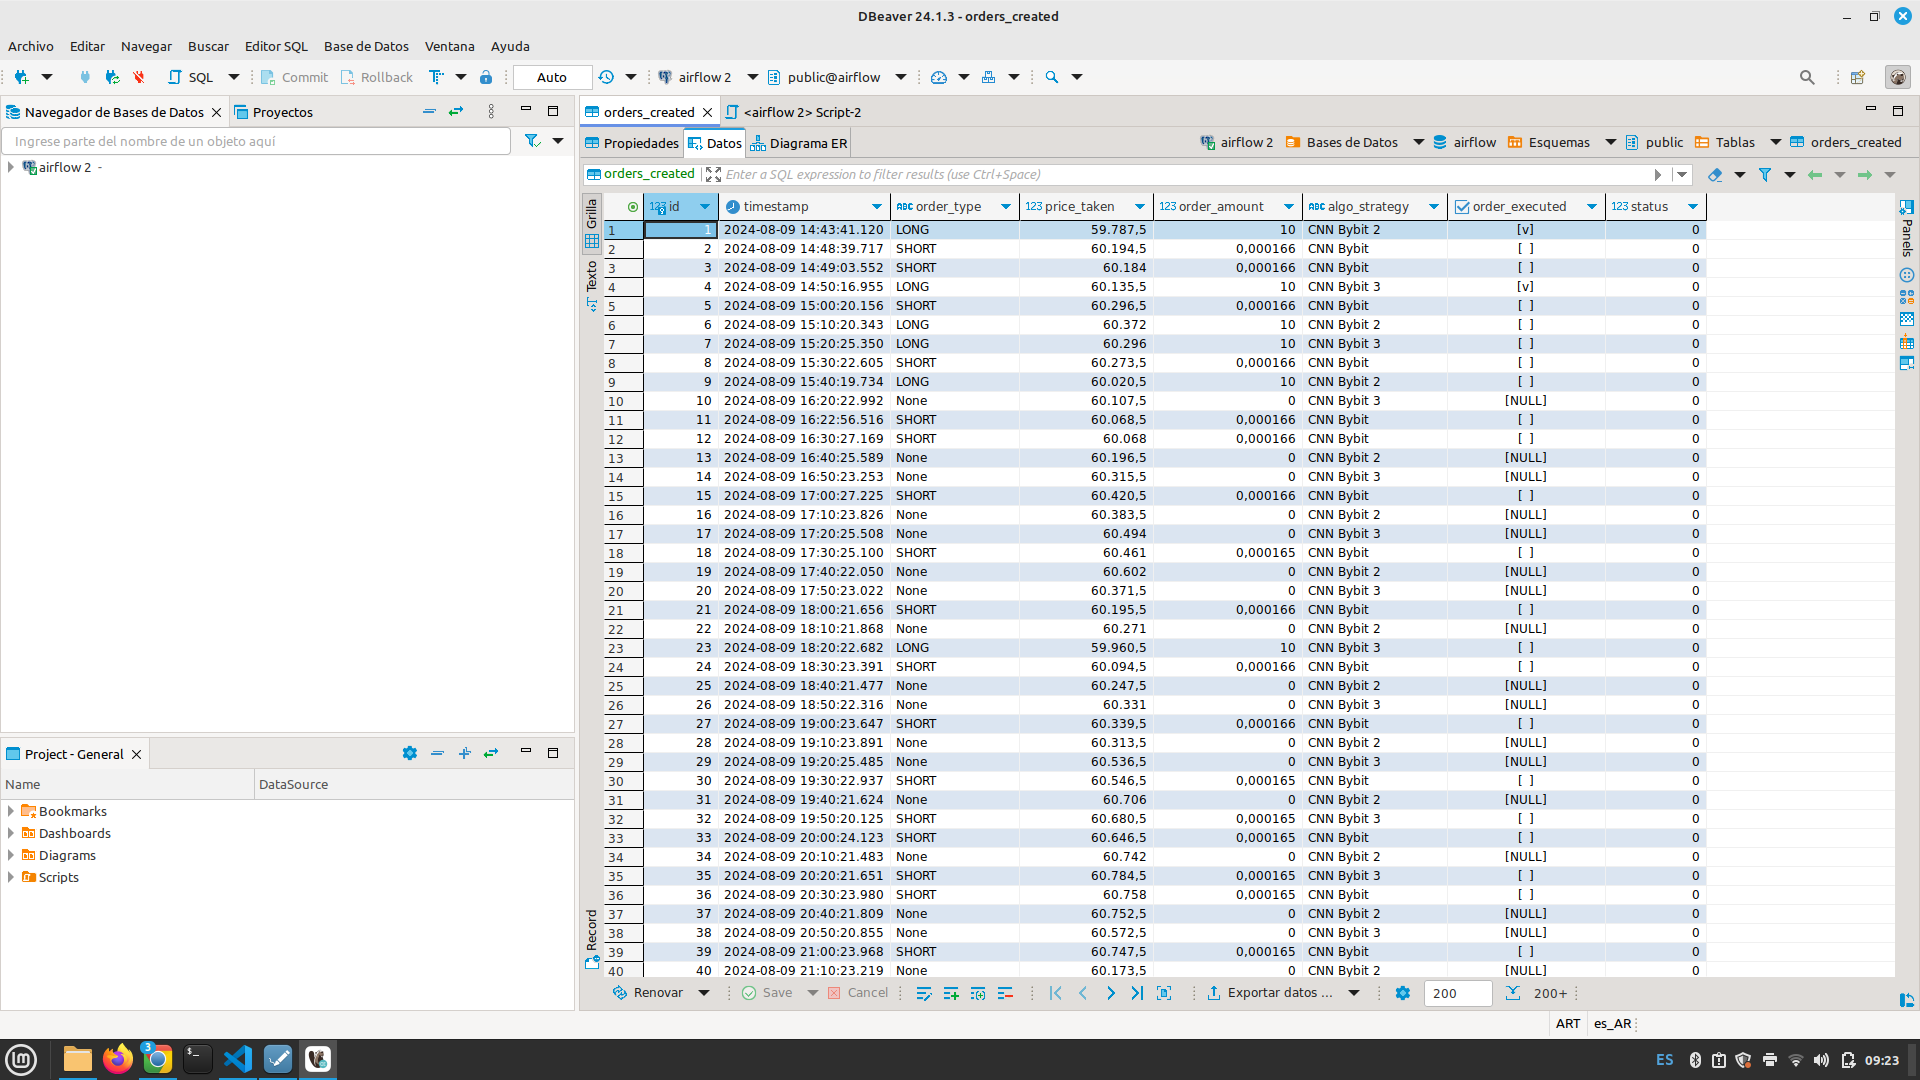 DBeaver 24.1.3 - orders_created
Archivo Editar Navegar Buscar Editor SQL Base de Datos Ventana Ayuda
SQL Commit Rollback Auto airflow 2 public@airflow
Navegador de Bases de Datos Proyectos
Ingrese parte del nombre de un objeto aquí
airflow 2 -
Project - General
Name DataSource
Bookmarks
Dashboards
Diagrams
Scripts
orders_created <airflow 2> Script-2
Propiedades Datos Diagrama ER airflow 2 Bases de Datos airflow Esquemas public Tablas orders_created
orders_created Enter a SQL expression to filter results (use Ctrl+Space)
Grilla
Texto
Record
Panels
123 id timestamp ABC order_type 123 price_taken 123 order_amount ABC algo_strategy order_executed 123 status
1 1 2024-08-09 14:43:41.120 LONG 59.787,5 10 CNN Bybit 2 [v] 0
2 2 2024-08-09 14:48:39.717 SHORT 60.194,5 0,000166 CNN Bybit [ ] 0
3 3 2024-08-09 14:49:03.552 SHORT 60.184 0,000166 CNN Bybit [ ] 0
4 4 2024-08-09 14:50:16.955 LONG 60.135,5 10 CNN Bybit 3 [v] 0
5 5 2024-08-09 15:00:20.156 SHORT 60.296,5 0,000166 CNN Bybit [ ] 0
6 6 2024-08-09 15:10:20.343 LONG 60.372 10 CNN Bybit 2 [ ] 0
7 7 2024-08-09 15:20:25.350 LONG 60.296 10 CNN Bybit 3 [ ] 0
8 8 2024-08-09 15:30:22.605 SHORT 60.273,5 0,000166 CNN Bybit [ ] 0
9 9 2024-08-09 15:40:19.734 LONG 60.020,5 10 CNN Bybit 2 [ ] 0
10 10 2024-08-09 16:20:22.992 None 60.107,5 0 CNN Bybit 3 [NULL] 0
11 11 2024-08-09 16:22:56.516 SHORT 60.068,5 0,000166 CNN Bybit [ ] 0
12 12 2024-08-09 16:30:27.169 SHORT 60.068 0,000166 CNN Bybit [ ] 0
13 13 2024-08-09 16:40:25.589 None 60.196,5 0 CNN Bybit 2 [NULL] 0
14 14 2024-08-09 16:50:23.253 None 60.315,5 0 CNN Bybit 3 [NULL] 0
15 15 2024-08-09 17:00:27.225 SHORT 60.420,5 0,000166 CNN Bybit [ ] 0
16 16 2024-08-09 17:10:23.826 None 60.383,5 0 CNN Bybit 2 [NULL] 0
17 17 2024-08-09 17:20:25.508 None 60.494 0 CNN Bybit 3 [NULL] 0
18 18 2024-08-09 17:30:25.100 SHORT 60.461 0,000165 CNN Bybit [ ] 0
19 19 2024-08-09 17:40:22.050 None 60.602 0 CNN Bybit 2 [NULL] 0
20 20 2024-08-09 17:50:23.022 None 60.371,5 0 CNN Bybit 3 [NULL] 0
21 21 2024-08-09 18:00:21.656 SHORT 60.195,5 0,000166 CNN Bybit [ ] 0
22 22 2024-08-09 18:10:21.868 None 60.271 0 CNN Bybit 2 [NULL] 0
23 23 2024-08-09 18:20:22.682 LONG 59.960,5 10 CNN Bybit 3 [ ] 0
24 24 2024-08-09 18:30:23.391 SHORT 60.094,5 0,000166 CNN Bybit [ ] 0
25 25 2024-08-09 18:40:21.477 None 60.247,5 0 CNN Bybit 2 [NULL] 0
26 26 2024-08-09 18:50:22.316 None 60.331 0 CNN Bybit 3 [NULL] 0
27 27 2024-08-09 19:00:23.647 SHORT 60.339,5 0,000166 CNN Bybit [ ] 0
28 28 2024-08-09 19:10:23.891 None 60.313,5 0 CNN Bybit 2 [NULL] 0
29 29 2024-08-09 19:20:25.485 None 60.536,5 0 CNN Bybit 3 [NULL] 0
30 30 2024-08-09 19:30:22.937 SHORT 60.546,5 0,000165 CNN Bybit [ ] 0
31 31 2024-08-09 19:40:21.624 None 60.706 0 CNN Bybit 2 [NULL] 0
32 32 2024-08-09 19:50:20.125 SHORT 60.680,5 0,000165 CNN Bybit 3 [ ] 0
33 33 2024-08-09 20:00:24.123 SHORT 60.646,5 0,000165 CNN Bybit [ ] 0
34 34 2024-08-09 20:10:21.483 None 60.742 0 CNN Bybit 2 [NULL] 0
35 35 2024-08-09 20:20:21.651 SHORT 60.784,5 0,000165 CNN Bybit 3 [ ] 0
36 36 2024-08-09 20:30:23.980 SHORT 60.758 0,000165 CNN Bybit [ ] 0
37 37 2024-08-09 20:40:21.809 None 60.752,5 0 CNN Bybit 2 [NULL] 0
38 38 2024-08-09 20:50:20.855 None 60.572,5 0 CNN Bybit 3 [NULL] 0
39 39 2024-08-09 21:00:23.968 SHORT 60.747,5 0,000165 CNN Bybit [ ] 0
40 40 2024-08-09 21:10:23.219 None 60.173,5 0 CNN Bybit 2 [NULL] 0
Renovar Save Cancel Exportar datos ... 200 200+
ART es_AR
3 ES 09:23